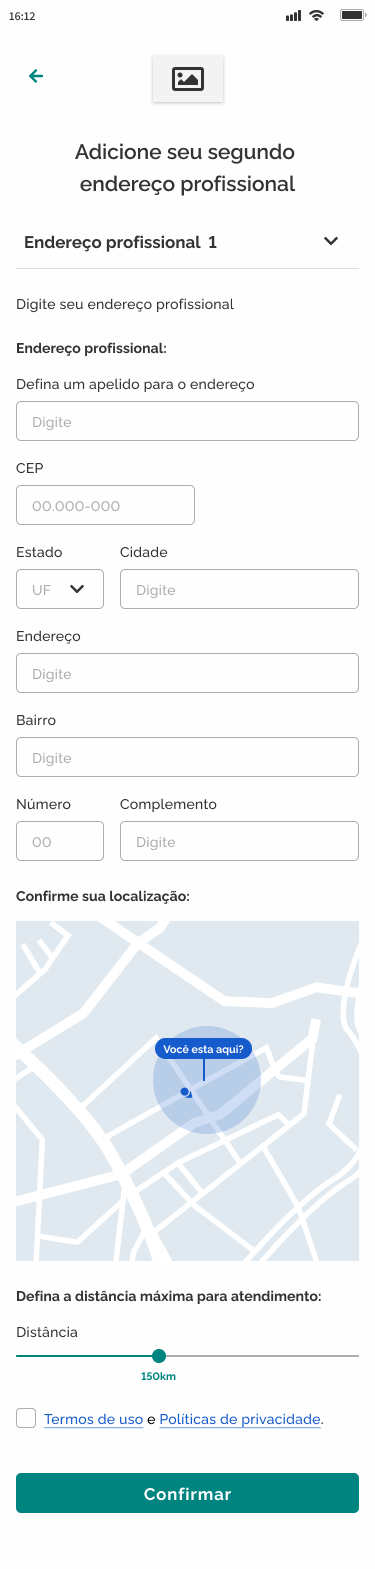 16:12
Adicione seu segundo
endereço profissional
Endereço profissional 1
Digite seu endereço profissional
Endereço profissional:
Defina um apelido para o endereço
Digite
CEP
00.000-000
Estado Cidade
UF Digite
Endereço
Digite
Bairro
Digite
Número Complemento
00 Digite
Confirme sua localização:
Você esta aqui?
Defina a distância máxima para atendimento:
Distância
150km
Termos de uso e Políticas de privacidade.
Confirmar